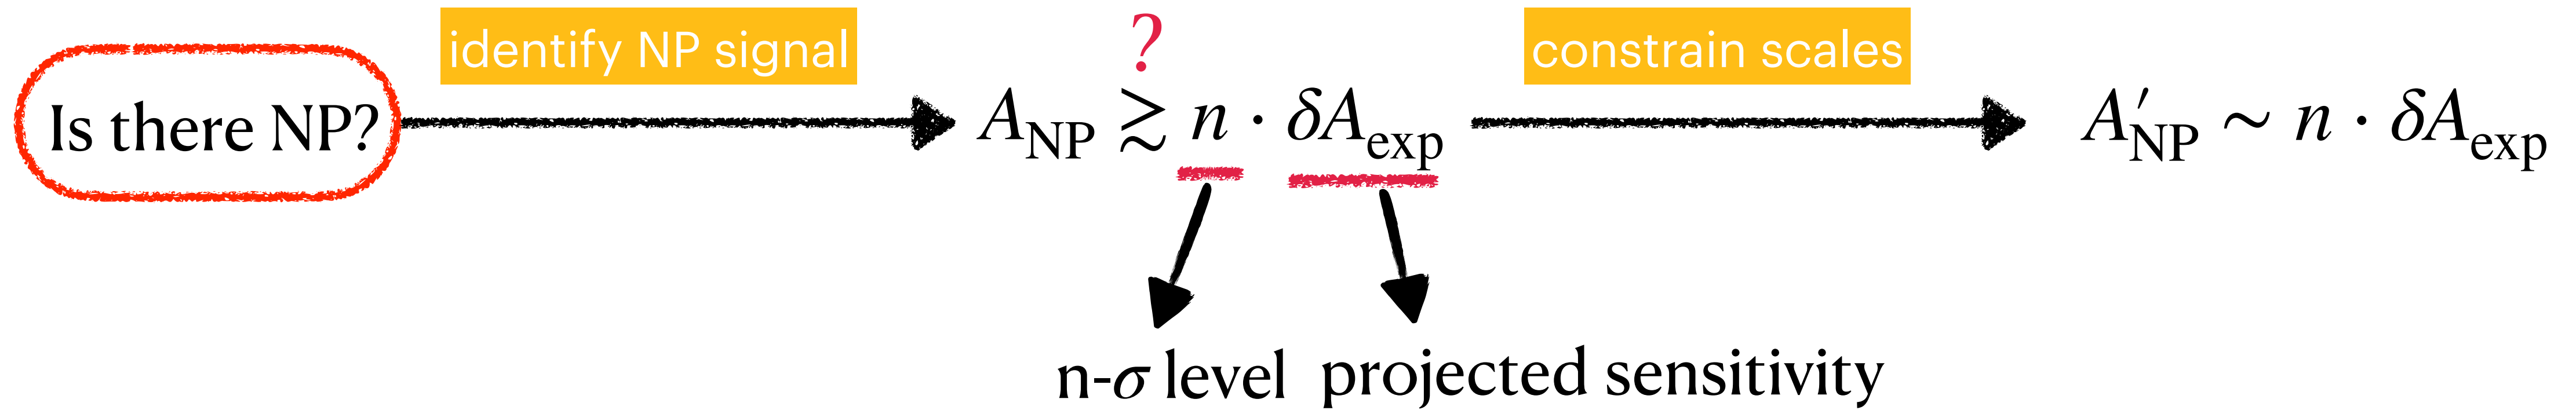 identify NP signal
?
constrain scales
Is there NP?
A_NP ≳ n · δA_exp
A′_NP ∼ n · δA_exp
n-σ level
projected sensitivity